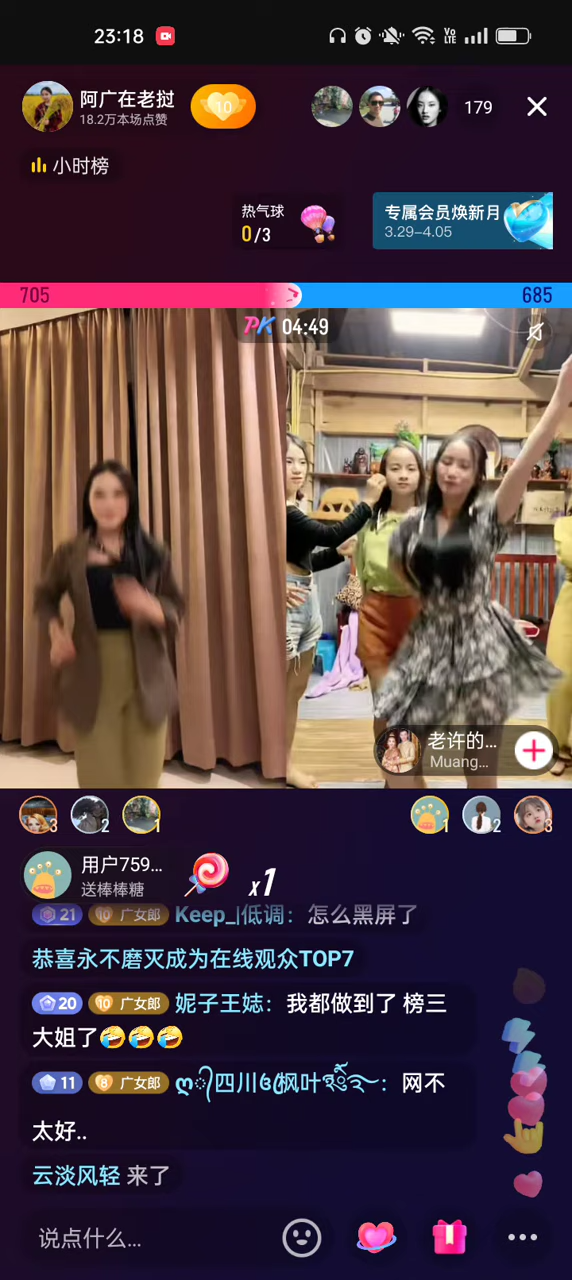 23:18
VoLTE
阿广在老挝
18.2万本场点赞
10
179
小时榜
热气球
0/3
专属会员焕新月
3.29-4.05
705
685
PK 04:49
老许的...
Muang...
3 2 1
1 2 3
用户759...
送棒棒糖
x1
21 10 广女郎 Keep_|低调：怎么黑屏了
恭喜永不磨灭成为在线观众TOP7
20 10 广女郎 妮子王娡：我都做到了 榜三
大姐了🤣🤣🤣
11 8 广女郎 四川 枫叶：网不
太好..
云淡风轻 来了
说点什么...